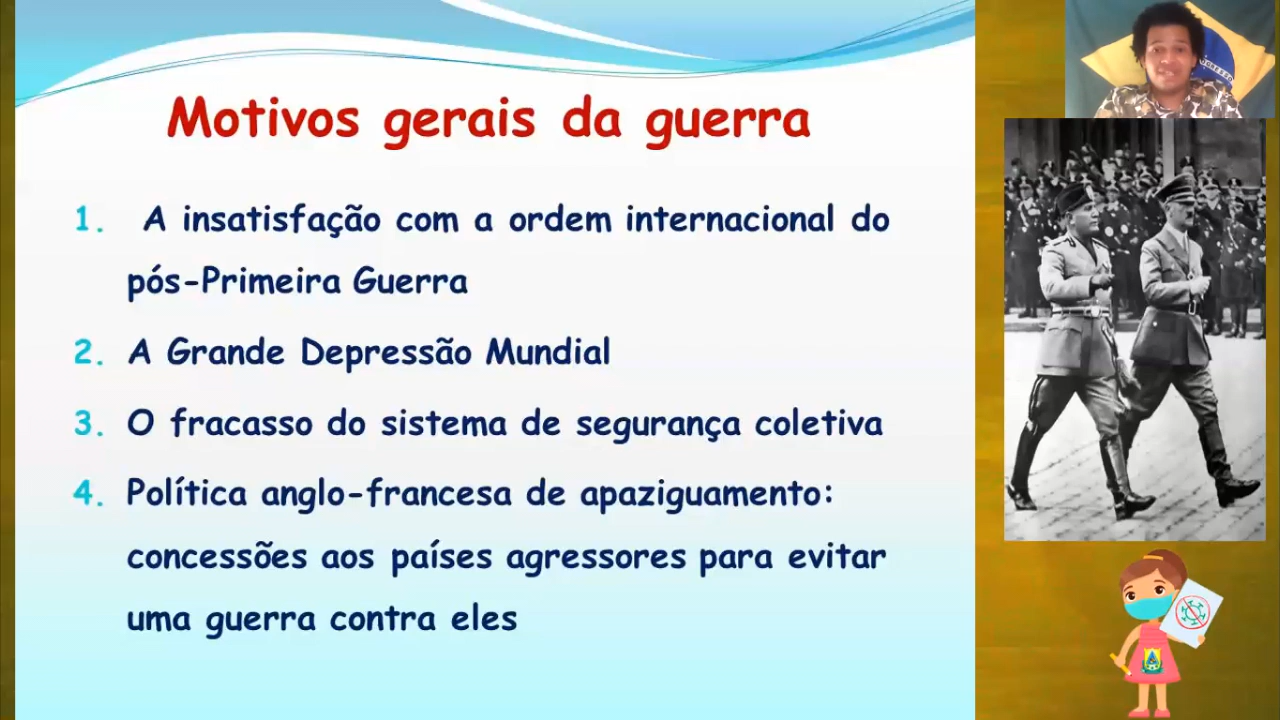 Motivos gerais da guerra
1. A insatisfação com a ordem internacional do
pós-Primeira Guerra
2. A Grande Depressão Mundial
3. O fracasso do sistema de segurança coletiva
4. Política anglo-francesa de apaziguamento:
concessões aos países agressores para evitar
uma guerra contra eles